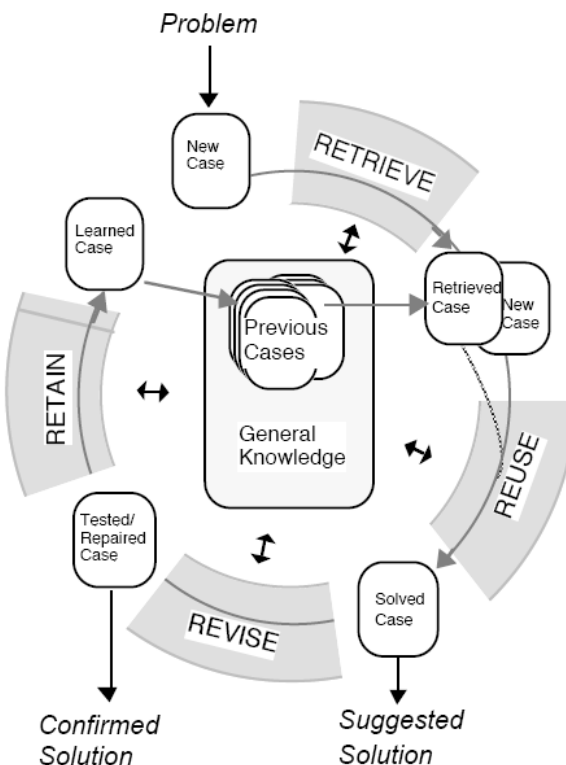 Problem
New
Case
RETRIEVE
Learned
Case
Retrieved
Case
New
Case
Previous
Cases
General
Knowledge
RETAIN
REUSE
Tested/
Repaired
Case
REVISE
Solved
Case
Confirmed
Solution
Suggested
Solution